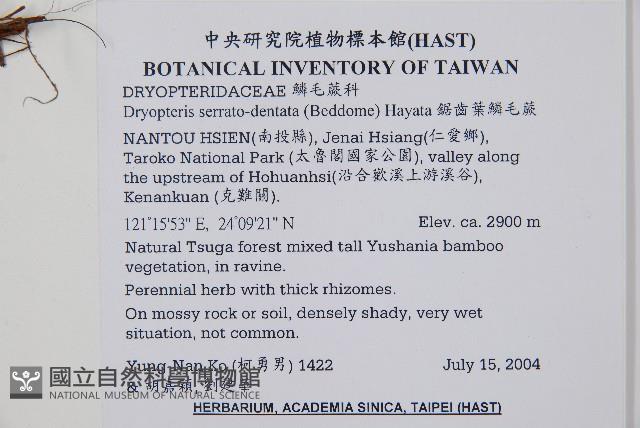 中央研究院植物標本館(HAST)
BOTANICAL INVENTORY OF TAIWAN
DRYOPTERIDACEAE 鱗毛蕨科
Dryopteris serrato-dentata (Beddome) Hayata 鋸齒葉鱗毛蕨
NANTOU HSIEN(南投縣), Jenai Hsiang(仁愛鄉),
Taroko National Park (太魯閣國家公園), valley along
the upstream of Hohuanhsi(沿合歡溪上游溪谷),
Kenankuan (克難關).
121°15'53" E, 24°09'21" N Elev. ca. 2900 m
Natural Tsuga forest mixed tall Yushania bamboo
vegetation, in ravine.
Perennial herb with thick rhizomes.
On mossy rock or soil, densely shady, very wet
situation, not common.
Yung-Nan Ko (柯勇男) 1422 July 15, 2004
&
國立自然科學博物館
NATIONAL MUSEUM OF NATURAL SCIENCE
HERBARIUM, ACADEMIA SINICA, TAIPEI (HAST)